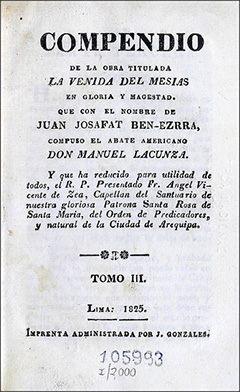 COMPENDIO
DE LA OBRA TITULADA
LA VENIDA DEL MESIAS
EN GLORIA Y MAGESTAD.
QUE CON EL NOMBRE DE
JUAN JOSAFAT BEN-EZRRA,
COMPUSO EL ABATE AMERICANO
DON MANUEL LACUNZA.
Y que ha reducido para utilidad de
todos, el R. P. Presentado Fr. Angel Vi-
cente de Zea, Capellan del Santuario de
nuestra gloriosa Patrona Santa Rosa de
Santa Maria, del Orden de Predicadores,
y natural de la Ciudad de Arequipa.
TOMO III.
LIMA: 1825.
IMPRENTA ADMINISTRADA POR J. GONZALES.
105993
I/2000